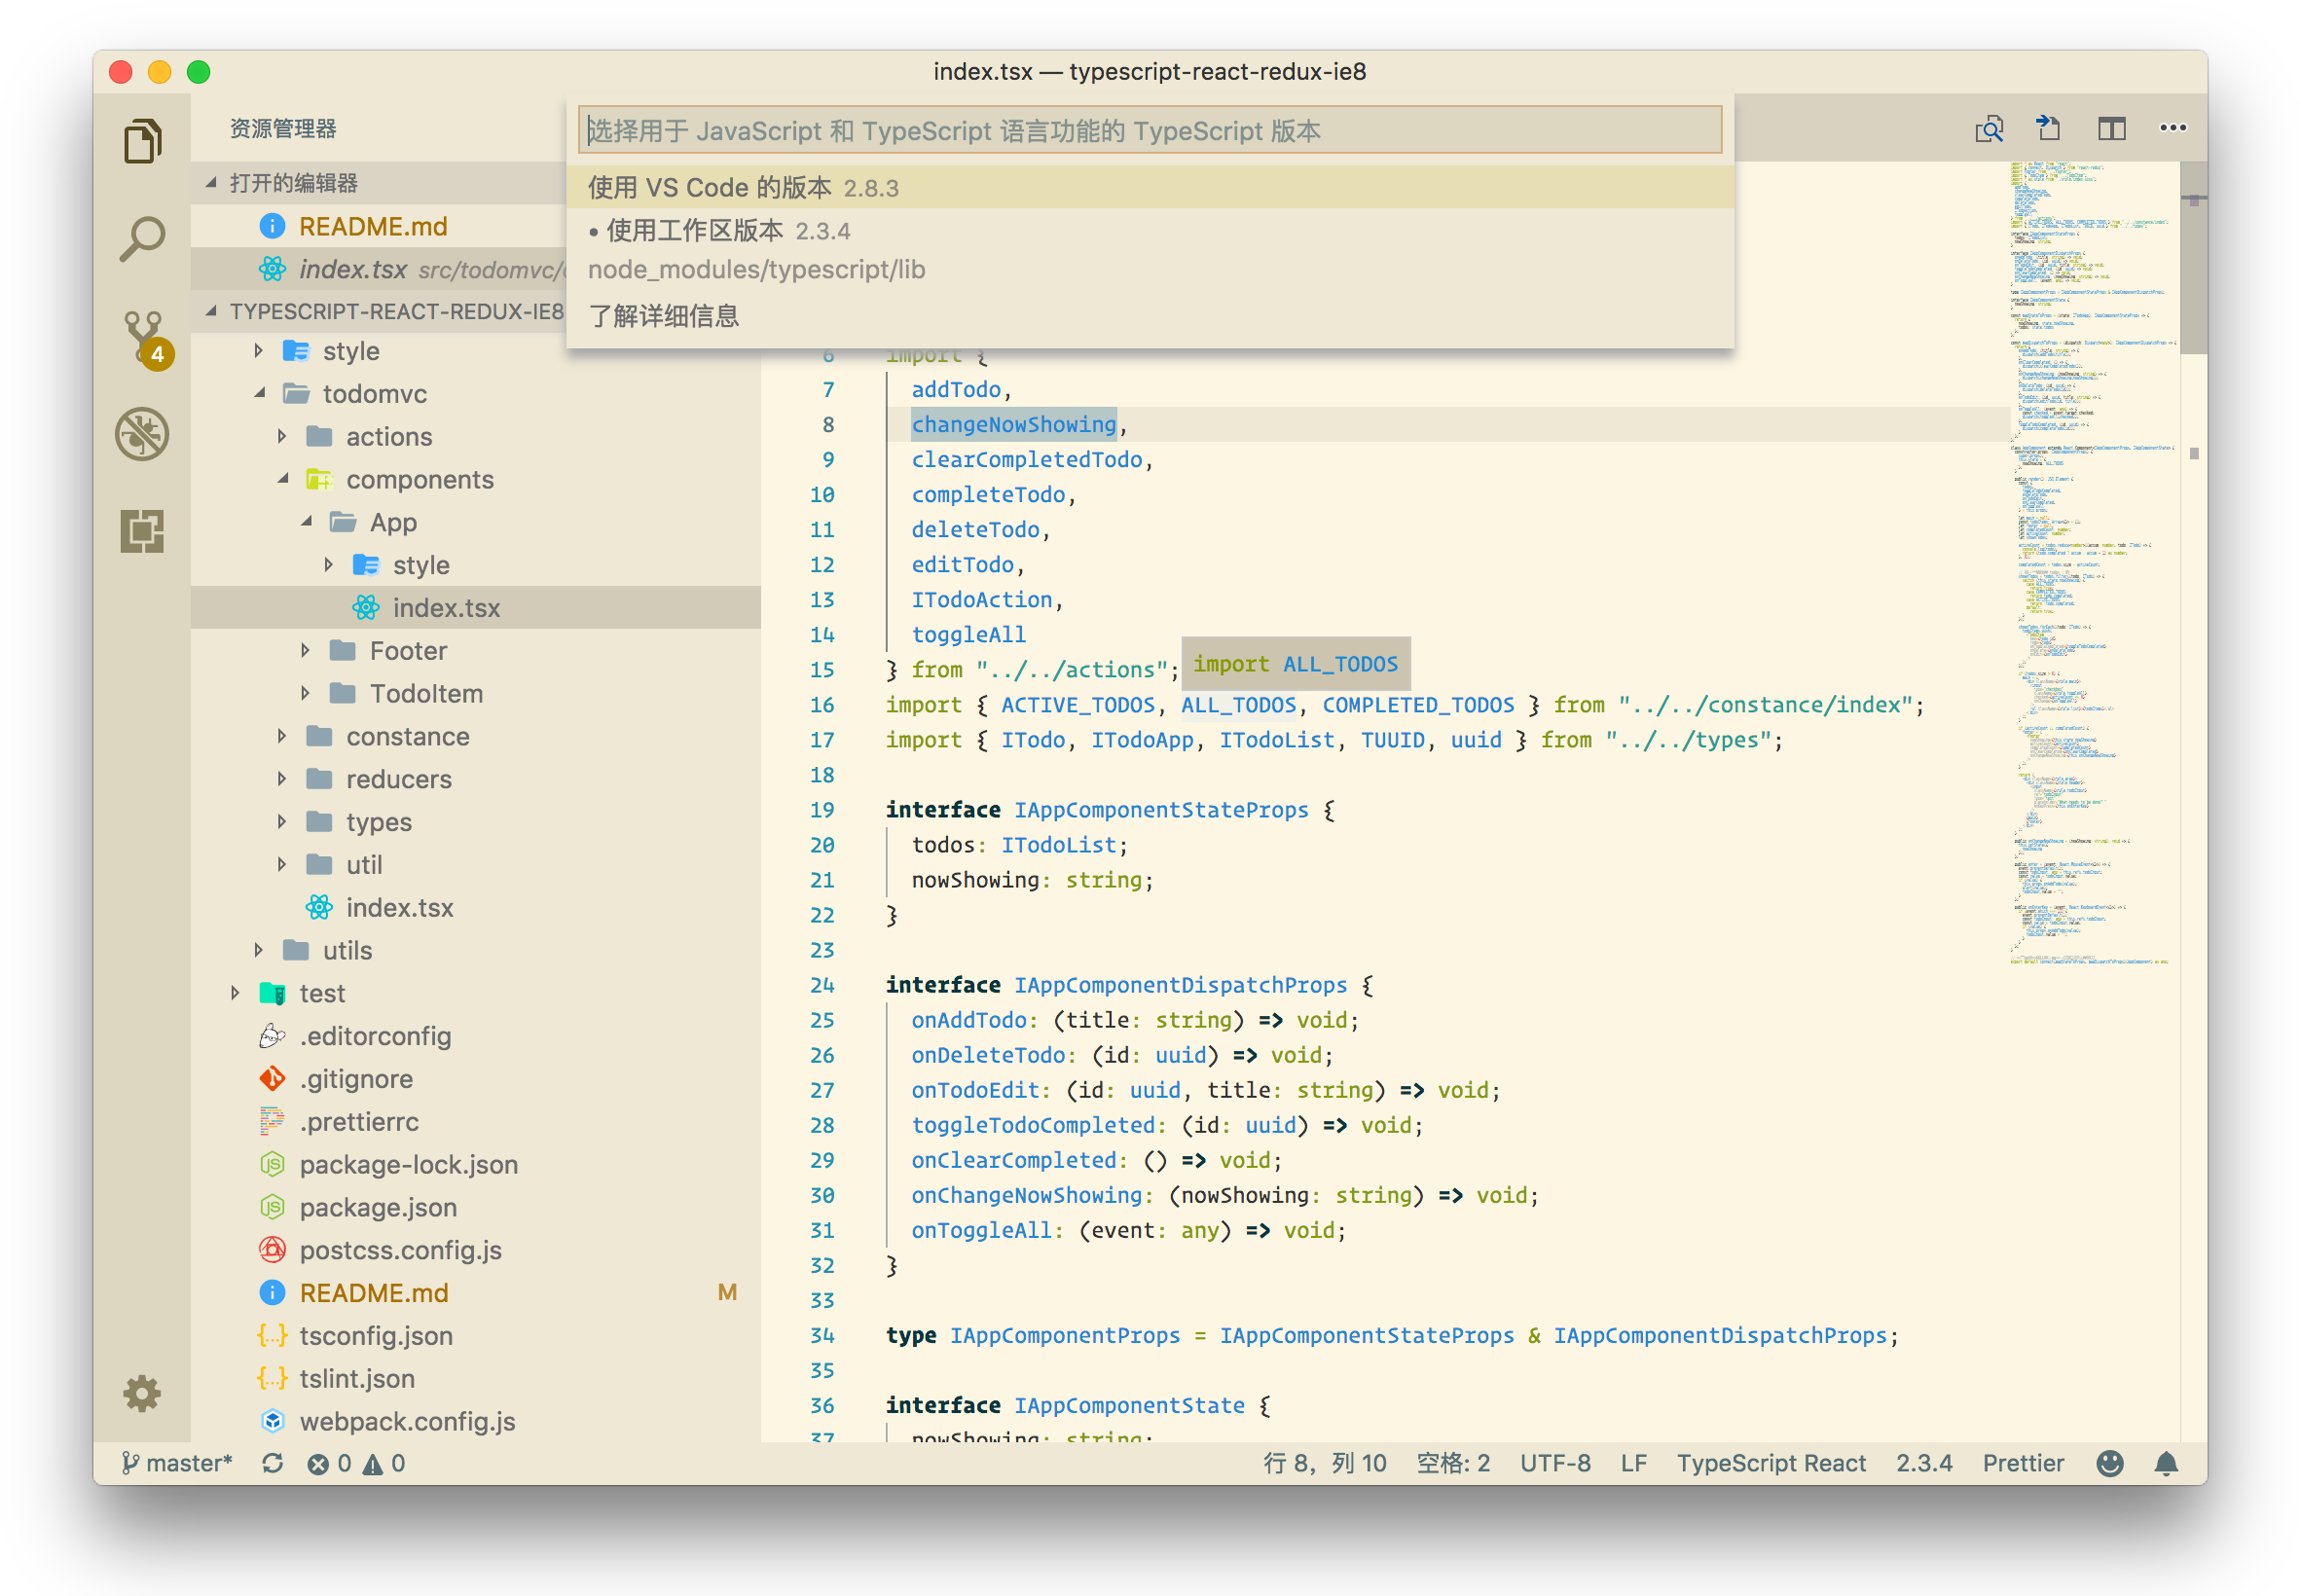 index.tsx — typescript-react-redux-ie8
资源管理器
打开的编辑器
README.md
index.tsx src/todomvc/
TYPESCRIPT-REACT-REDUX-IE8
style
todomvc
actions
components
App
style
index.tsx
Footer
TodoItem
constance
reducers
types
util
index.tsx
utils
test
.editorconfig
.gitignore
.prettierrc
package-lock.json
package.json
postcss.config.js
README.md M
tsconfig.json
tslint.json
webpack.config.js
4
选择用于 JavaScript 和 TypeScript 语言功能的 TypeScript 版本
使用 VS Code 的版本 2.8.3
• 使用工作区版本 2.3.4
node_modules/typescript/lib
了解详细信息
6 import {
7 addTodo,
8 changeNowShowing,
9 clearCompletedTodo,
10 completeTodo,
11 deleteTodo,
12 editTodo,
13 ITodoAction,
14 toggleAll
15 } from "../../actions";
import ALL_TODOS
16 import { ACTIVE_TODOS, ALL_TODOS, COMPLETED_TODOS } from "../../constance/index";
17 import { ITodo, ITodoApp, ITodoList, TUUID, uuid } from "../../types";
18
19 interface IAppComponentStateProps {
20 todos: ITodoList;
21 nowShowing: string;
22 }
23
24 interface IAppComponentDispatchProps {
25 onAddTodo: (title: string) => void;
26 onDeleteTodo: (id: uuid) => void;
27 onTodoEdit: (id: uuid, title: string) => void;
28 toggleTodoCompleted: (id: uuid) => void;
29 onClearCompleted: () => void;
30 onChangeNowShowing: (nowShowing: string) => void;
31 onToggleAll: (event: any) => void;
32 }
33
34 type IAppComponentProps = IAppComponentStateProps & IAppComponentDispatchProps;
35
36 interface IAppComponentState {
37 nowShowing: string;
master* 0 0 行 8，列 10 空格: 2 UTF-8 LF TypeScript React 2.3.4 Prettier